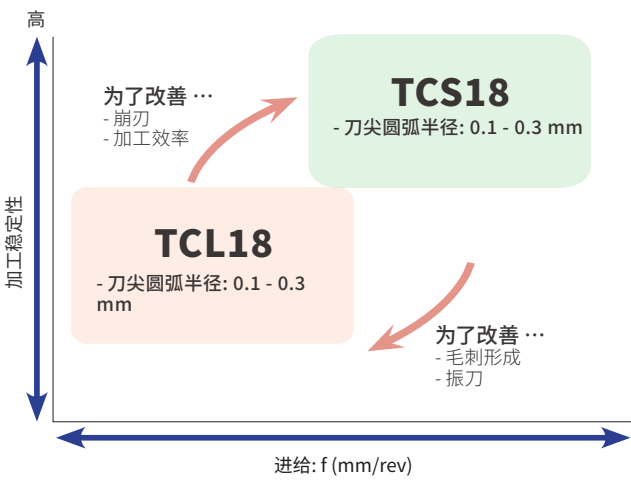 高
为了改善 …
- 崩刃
- 加工效率
TCS18
- 刀尖圆弧半径: 0.1 - 0.3 mm
加工稳定性
TCL18
- 刀尖圆弧半径: 0.1 - 0.3
mm
为了改善 …
- 毛刺形成
- 振刀
进给: f (mm/rev)